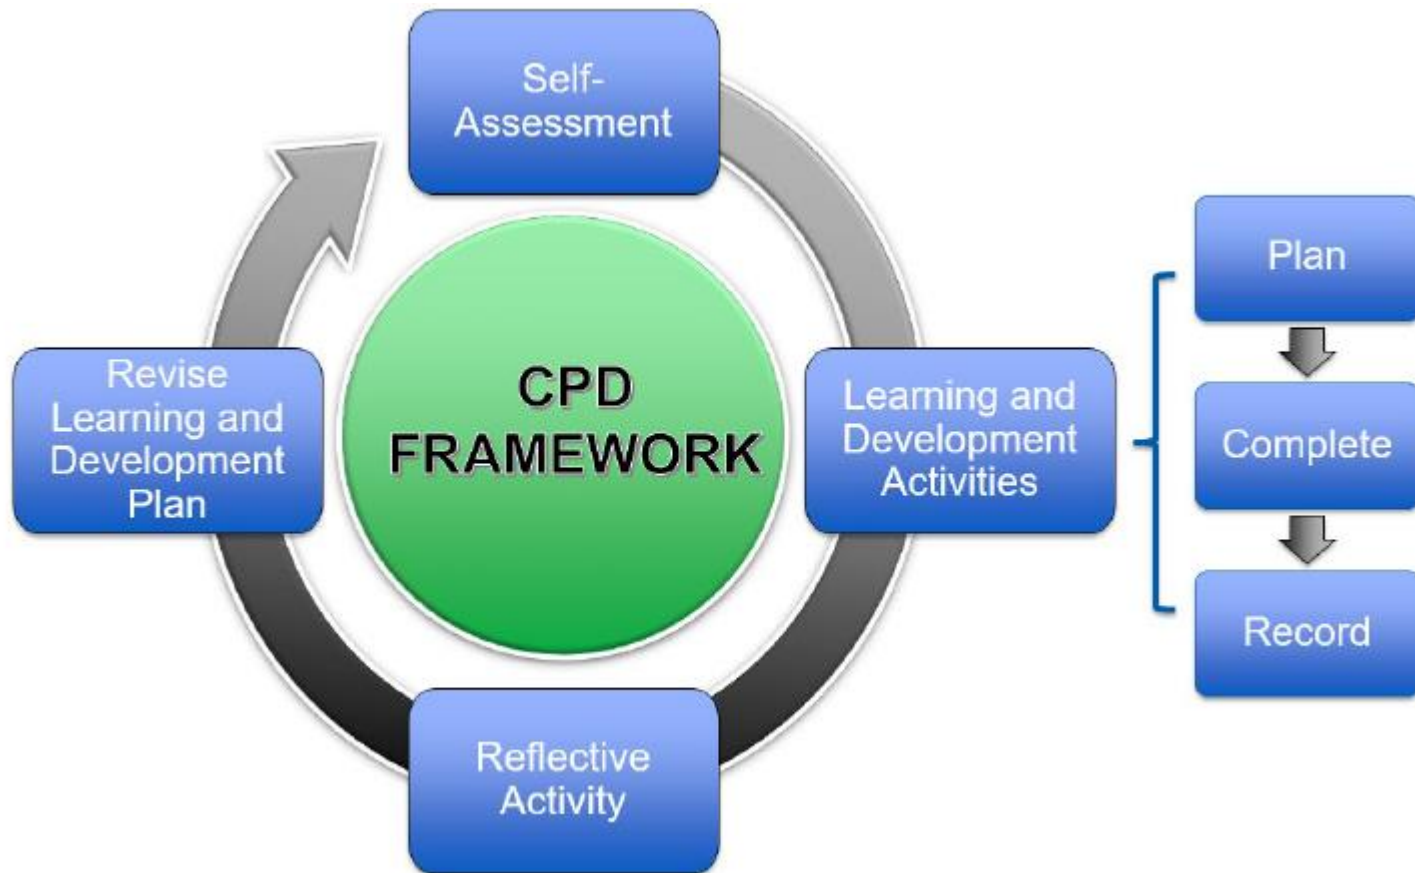 Self-
Assessment
Learning and
Development
Activities
Plan
Complete
Record
Reflective
Activity
Revise
Learning and
Development
Plan
CPD
FRAMEWORK